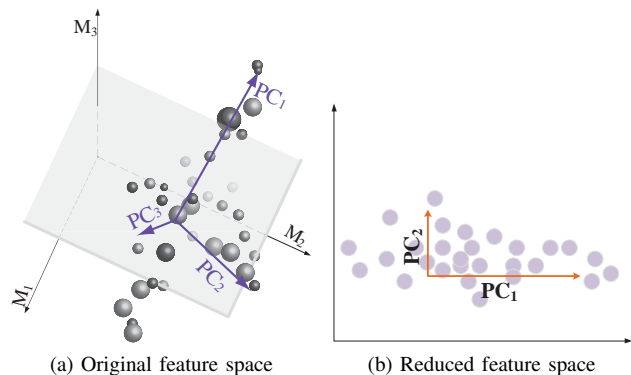 M3
PC1
PC3
M2
PC2
M1
(a) Original feature space
PC2
PC1
(b) Reduced feature space